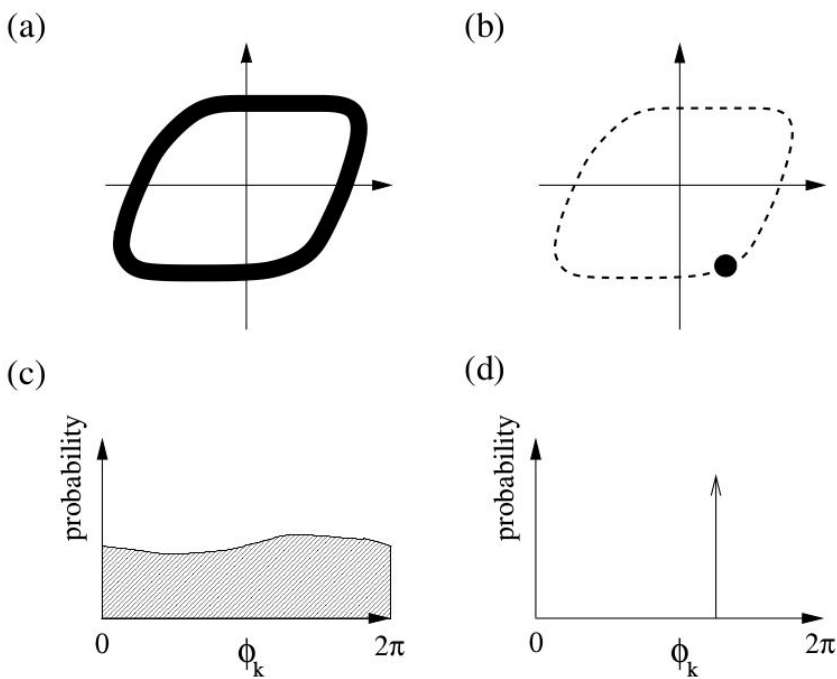 (a)
(b)
(c)
(d)
probability
0
ϕk
2π
probability
0
ϕk
2π